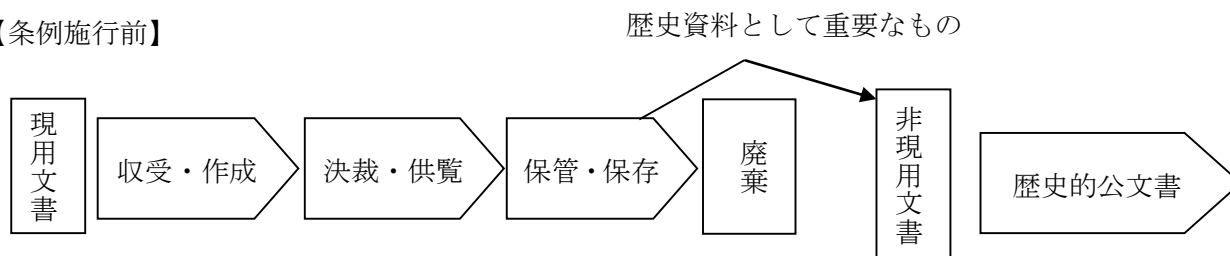 【条例施行前】
歴史資料として重要なもの
現用文書
収受・作成
決裁・供覧
保管・保存
廃棄
非現用文書
歴史的公文書